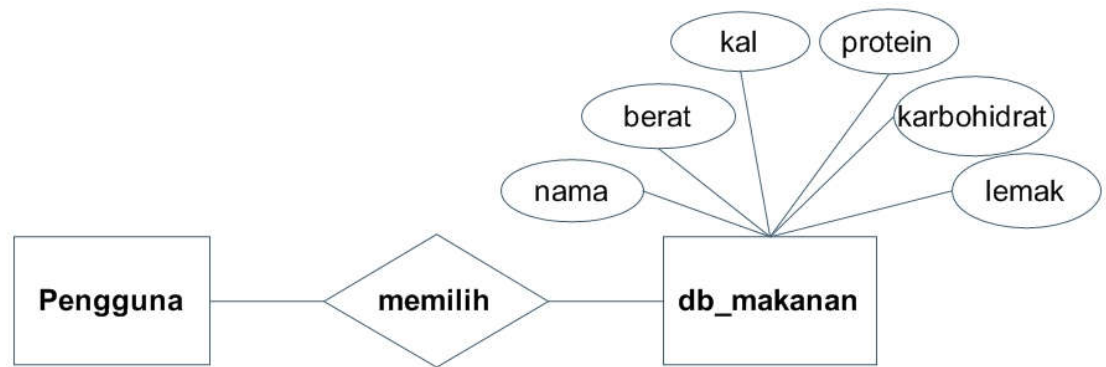 kal
protein
berat
karbohidrat
nama
lemak
Pengguna
memilih
db_makanan